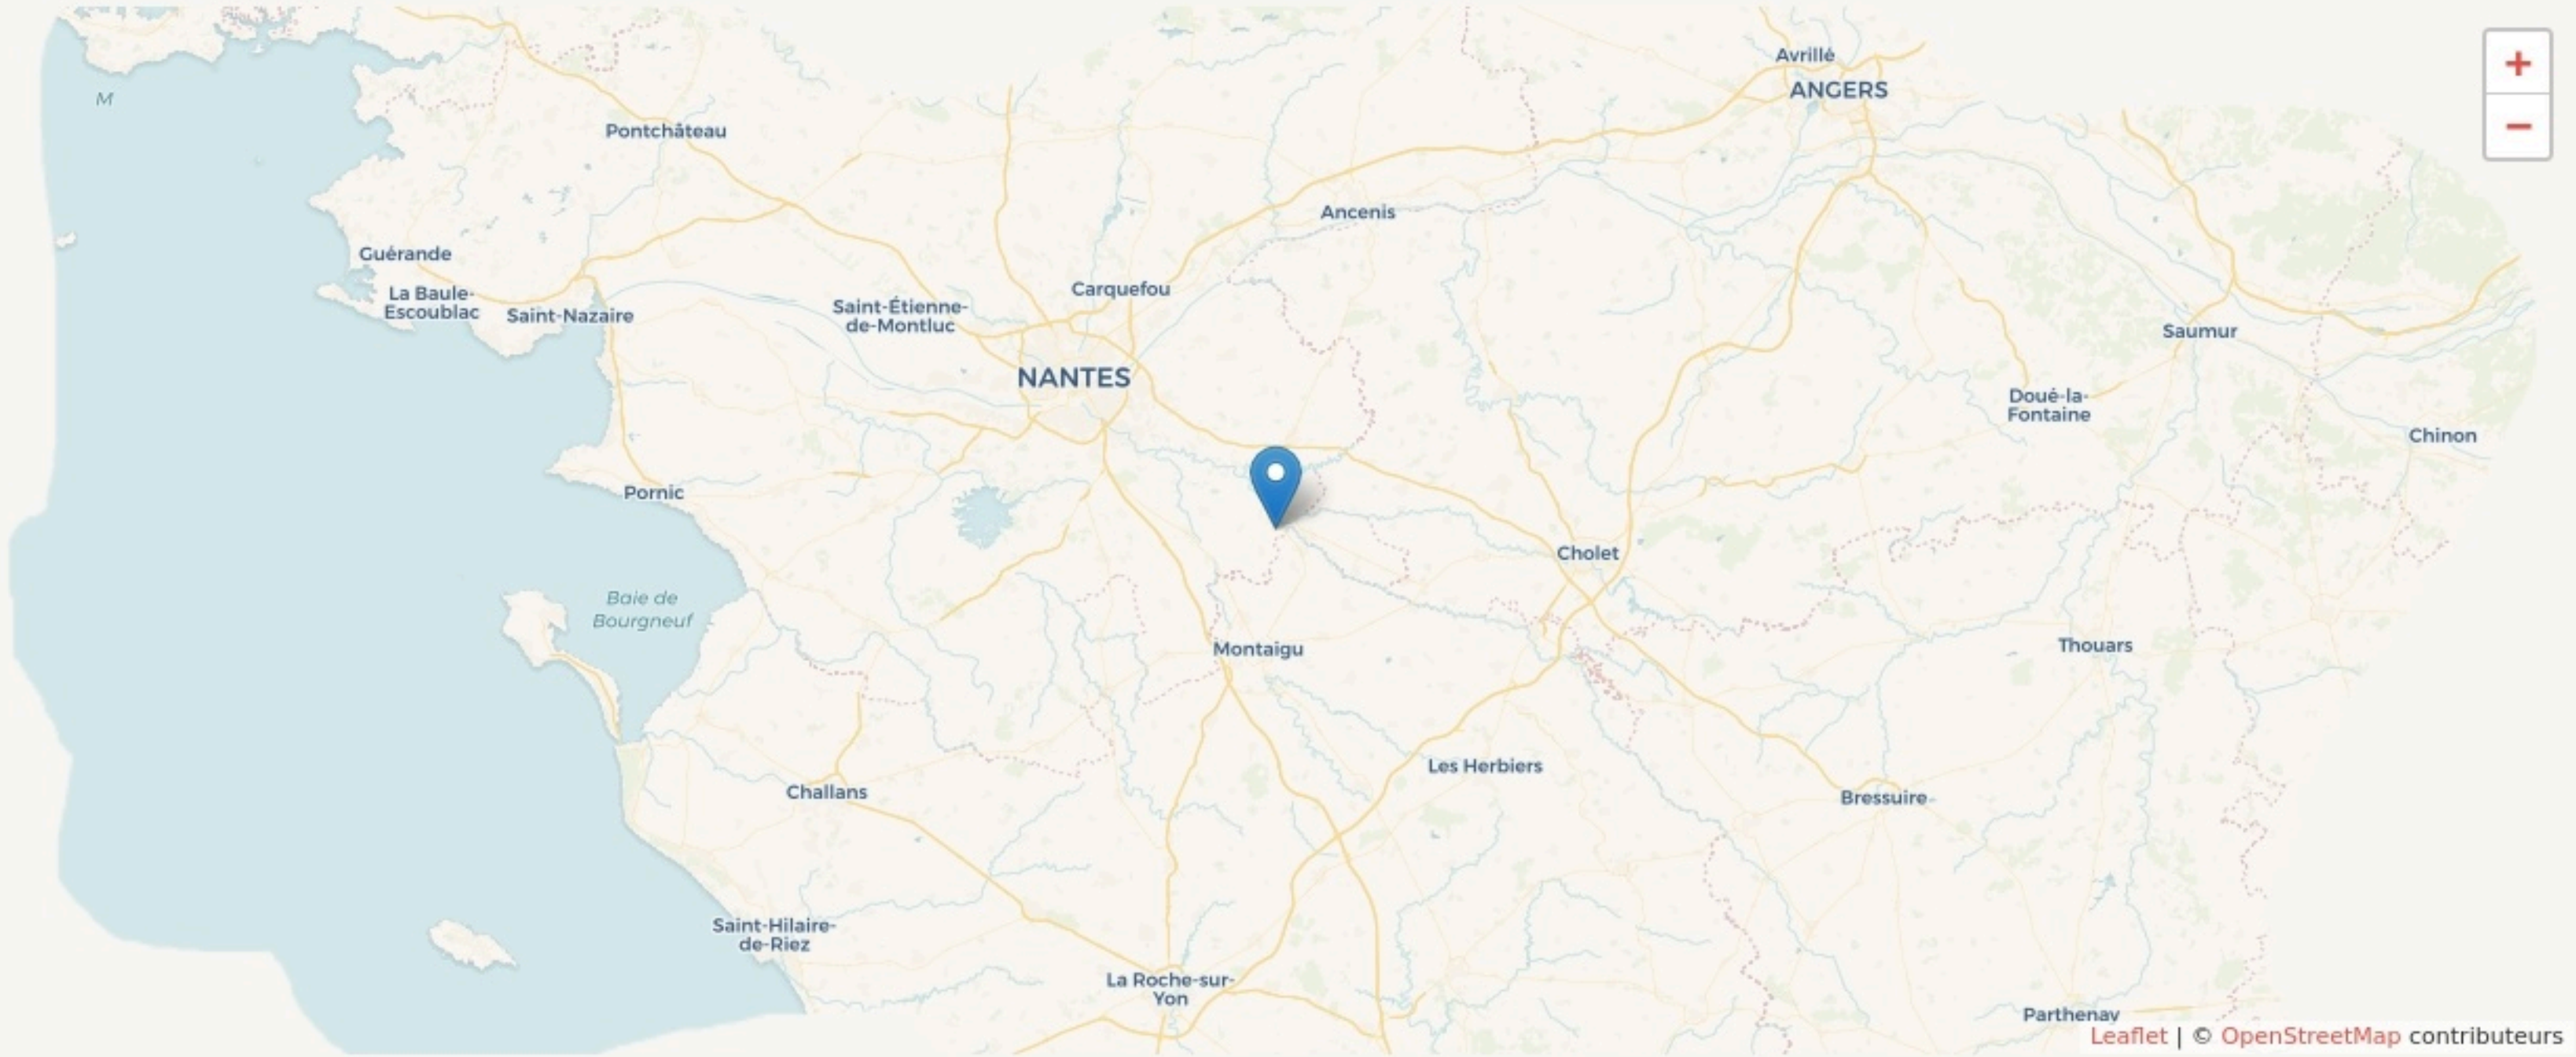 Avrillé
ANGERS
M
Pontchâteau
Ancenis
Guérande
Carquefou
La Baule-
Escoublac
Saint-Nazaire
Saint-Étienne-
de-Montluc
Saumur
NANTES
Doué-la-
Fontaine
Chinon
Pornic
Cholet
Baie de
Bourgneuf
Montaigu
Thouars
Les Herbiers
Challans
Bressuire
Saint-Hilaire-
de-Riez
La Roche-sur-
Yon
Parthenay
+
−
Leaflet | © OpenStreetMap contributeurs